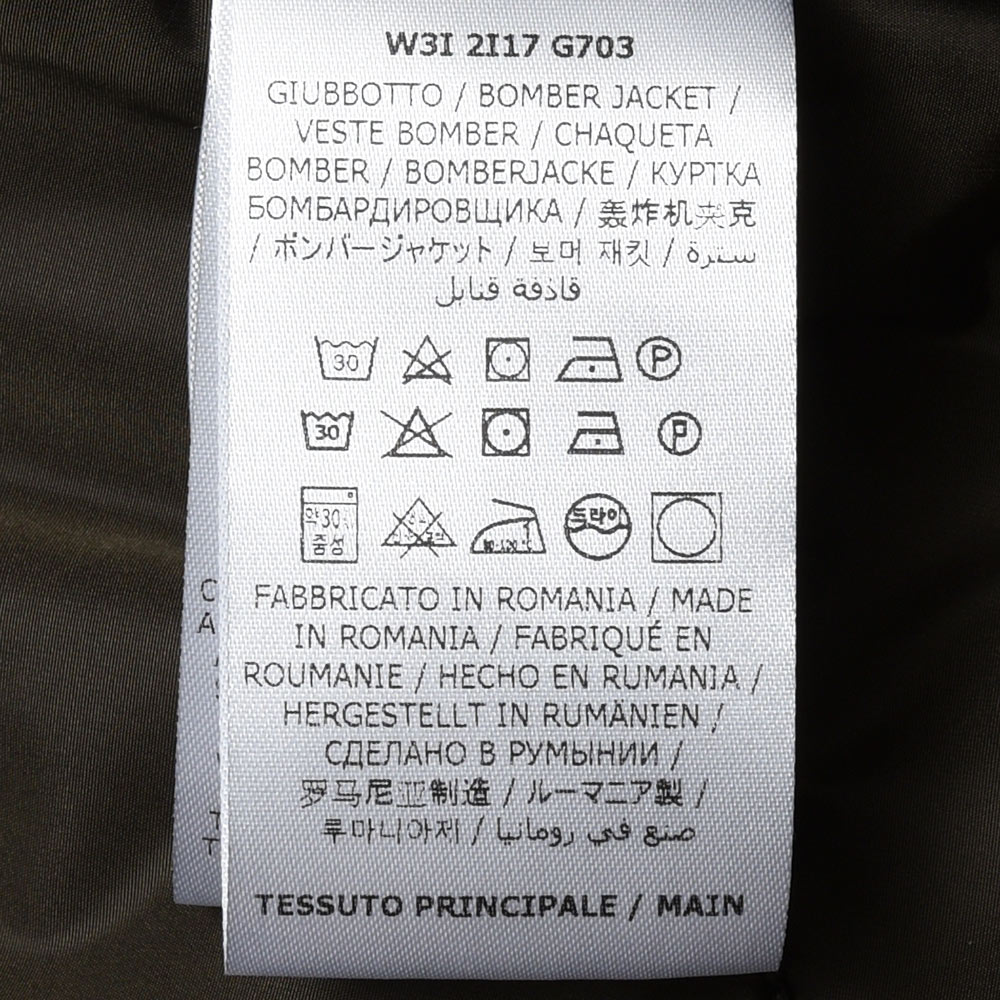 W3I 2I17 G703
GIUBBOTTO / BOMBER JACKET /
VESTE BOMBER / CHAQUETA
BOMBER / BOMBERJACKE / КУРТКА
БОМБАРДИРОВЩИКА / 轰炸机夹克
/ ボンバージャケット / 보머 재킷 / سترة
قاذفة قنابل
30 P
30 P
약30℃ 중성 드라이
FABBRICATO IN ROMANIA / MADE
IN ROMANIA / FABRIQUÉ EN
ROUMANIE / HECHO EN RUMANIA /
HERGESTELLT IN RUMÄNIEN /
СДЕЛАНО В РУМЫНИИ /
罗马尼亚制造 / ルーマニア製 /
루마니아제 / صنع في رومانيا
TESSUTO PRINCIPALE / MAIN